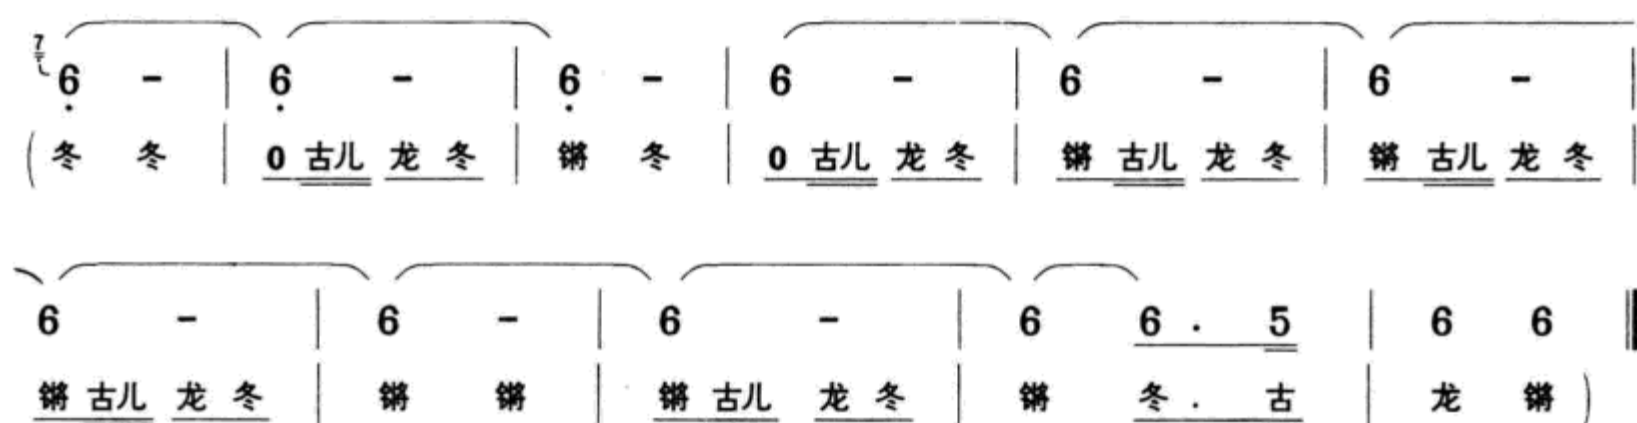 7 6 - | 6 - | 6 - | 6 - | 6 - | 6 - |
( 冬 冬 | 0 古儿 龙 冬 | 锵 冬 | 0 古儿 龙 冬 | 锵 古儿 龙 冬 | 锵 古儿 龙 冬 |
6 - | 6 - | 6 - | 6 6 . 5 | 6 6 ‖
锵 古儿 龙 冬 | 锵 锵 | 锵 古儿 龙 冬 | 锵 冬 . 古 | 龙 锵 )